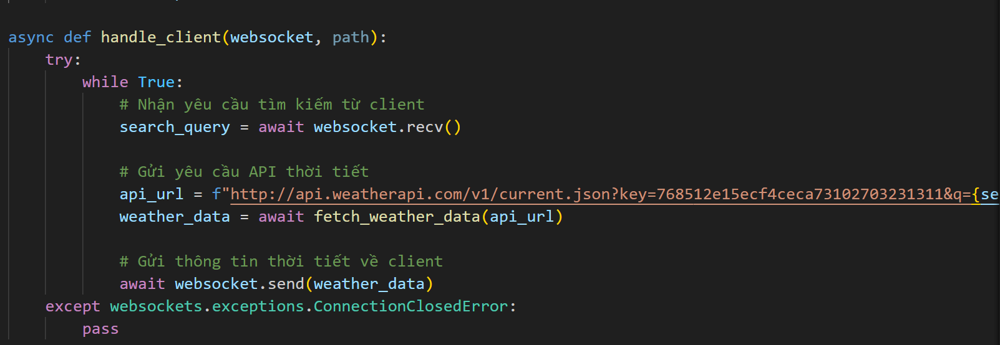 async def handle_client(websocket, path):
    try:
        while True:
            # Nhận yêu cầu tìm kiếm từ client
            search_query = await websocket.recv()
            # Gửi yêu cầu API thời tiết
            api_url = f"http://api.weatherapi.com/v1/current.json?key=768512e15ecf4ceca73102703231311&q={se
            weather_data = await fetch_weather_data(api_url)
            # Gửi thông tin thời tiết về client
            await websocket.send(weather_data)
    except websockets.exceptions.ConnectionClosedError:
        pass